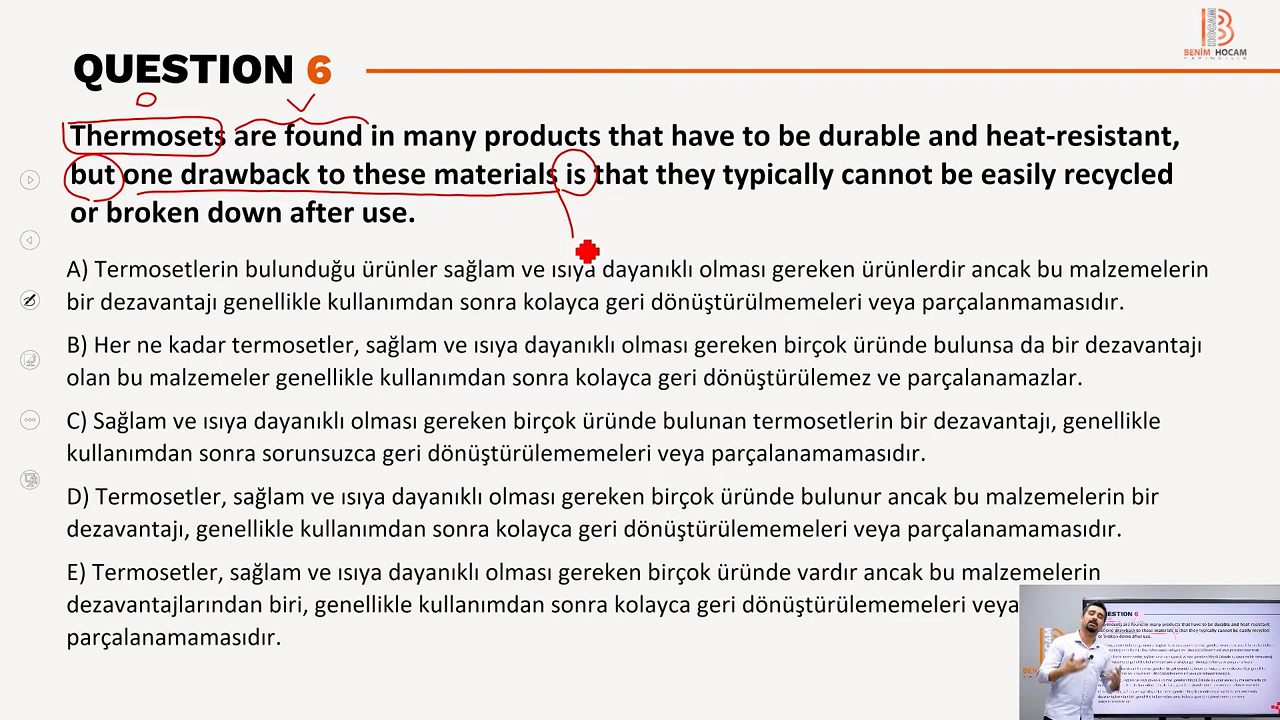 BENİM HOCAM
YAYINCILIK
QUESTION 6
Thermosets are found in many products that have to be durable and heat-resistant,
but one drawback to these materials is that they typically cannot be easily recycled
or broken down after use.
A) Termosetlerin bulunduğu ürünler sağlam ve ısıya dayanıklı olması gereken ürünlerdir ancak bu malzemelerin
bir dezavantajı genellikle kullanımdan sonra kolayca geri dönüştürülmemeleri veya parçalanmamasıdır.
B) Her ne kadar termosetler, sağlam ve ısıya dayanıklı olması gereken birçok üründe bulunsa da bir dezavantajı
olan bu malzemeler genellikle kullanımdan sonra kolayca geri dönüştürülemez ve parçalanamazlar.
C) Sağlam ve ısıya dayanıklı olması gereken birçok üründe bulunan termosetlerin bir dezavantajı, genellikle
kullanımdan sonra sorunsuzca geri dönüştürülememeleri veya parçalanamamasıdır.
D) Termosetler, sağlam ve ısıya dayanıklı olması gereken birçok üründe bulunur ancak bu malzemelerin bir
dezavantajı, genellikle kullanımdan sonra kolayca geri dönüştürülememeleri veya parçalanamamasıdır.
E) Termosetler, sağlam ve ısıya dayanıklı olması gereken birçok üründe vardır ancak bu malzemelerin
dezavantajlarından biri, genellikle kullanımdan sonra kolayca geri dönüştürülememeleri veya
parçalanamamasıdır.